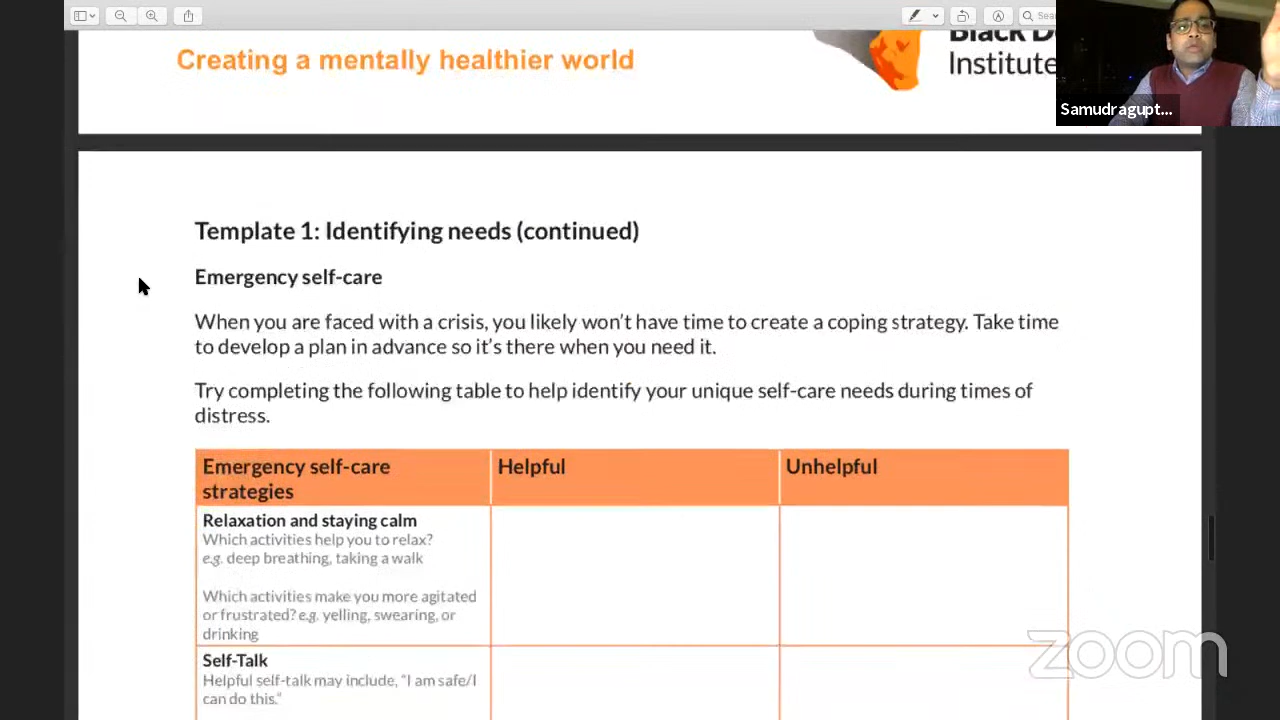 Creating a mentally healthier world
Black
Institute
Samudragupt...
Template 1: Identifying needs (continued)
Emergency self-care
When you are faced with a crisis, you likely won't have time to create a coping strategy. Take time
to develop a plan in advance so it's there when you need it.
Try completing the following table to help identify your unique self-care needs during times of
distress.
Emergency self-care
strategies
Helpful
Unhelpful
Relaxation and staying calm
Which activities help you to relax?
e.g. deep breathing, taking a walk
Which activities make you more agitated
or frustrated? e.g. yelling, swearing, or
drinking
Self-Talk
Helpful self-talk may include, "I am safe/I
can do this."
zoom